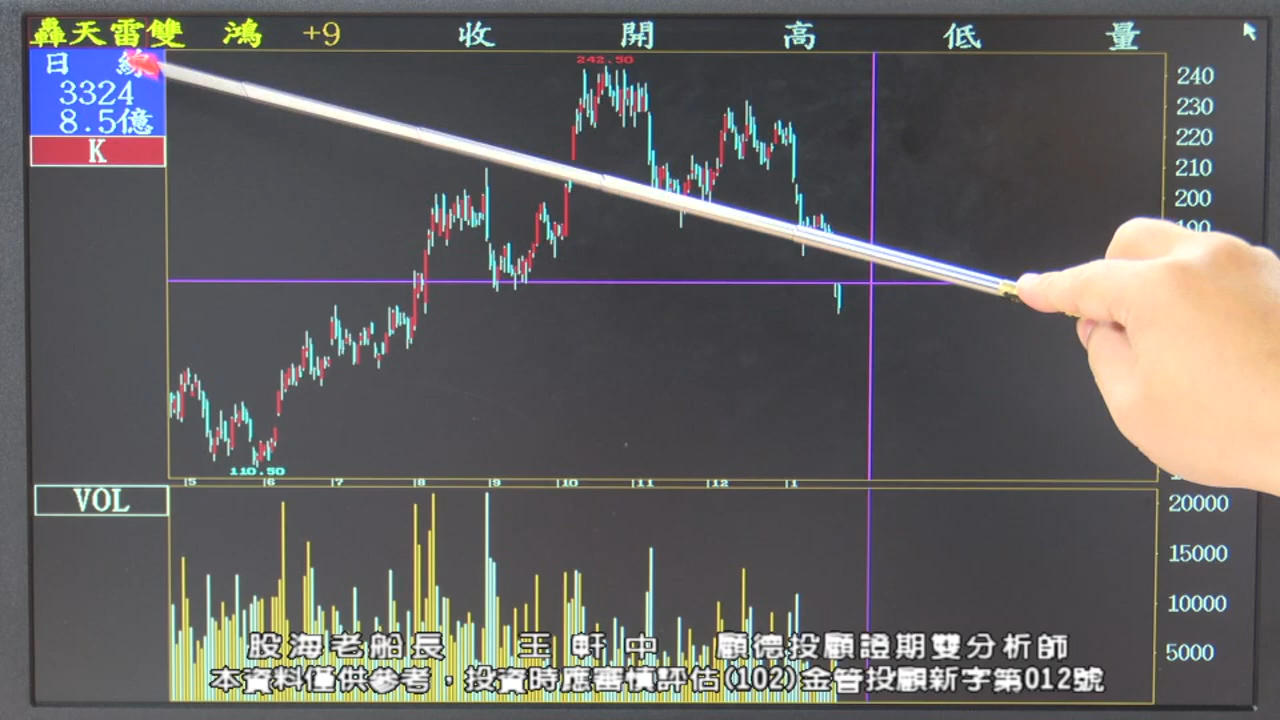 轟天雷雙 鴻 +9 收 開 高 低 量
日 線
3324
8.5億
K
242.50
240
230
220
210
200
190
110.50
5 6 7 8 9 10 11 12 1
VOL
20000
15000
10000
5000
股海老船長 王軒中 顧德投顧證期雙分析師
本資料僅供參考，投資時應審慎評估(102)金管投顧新字第012號